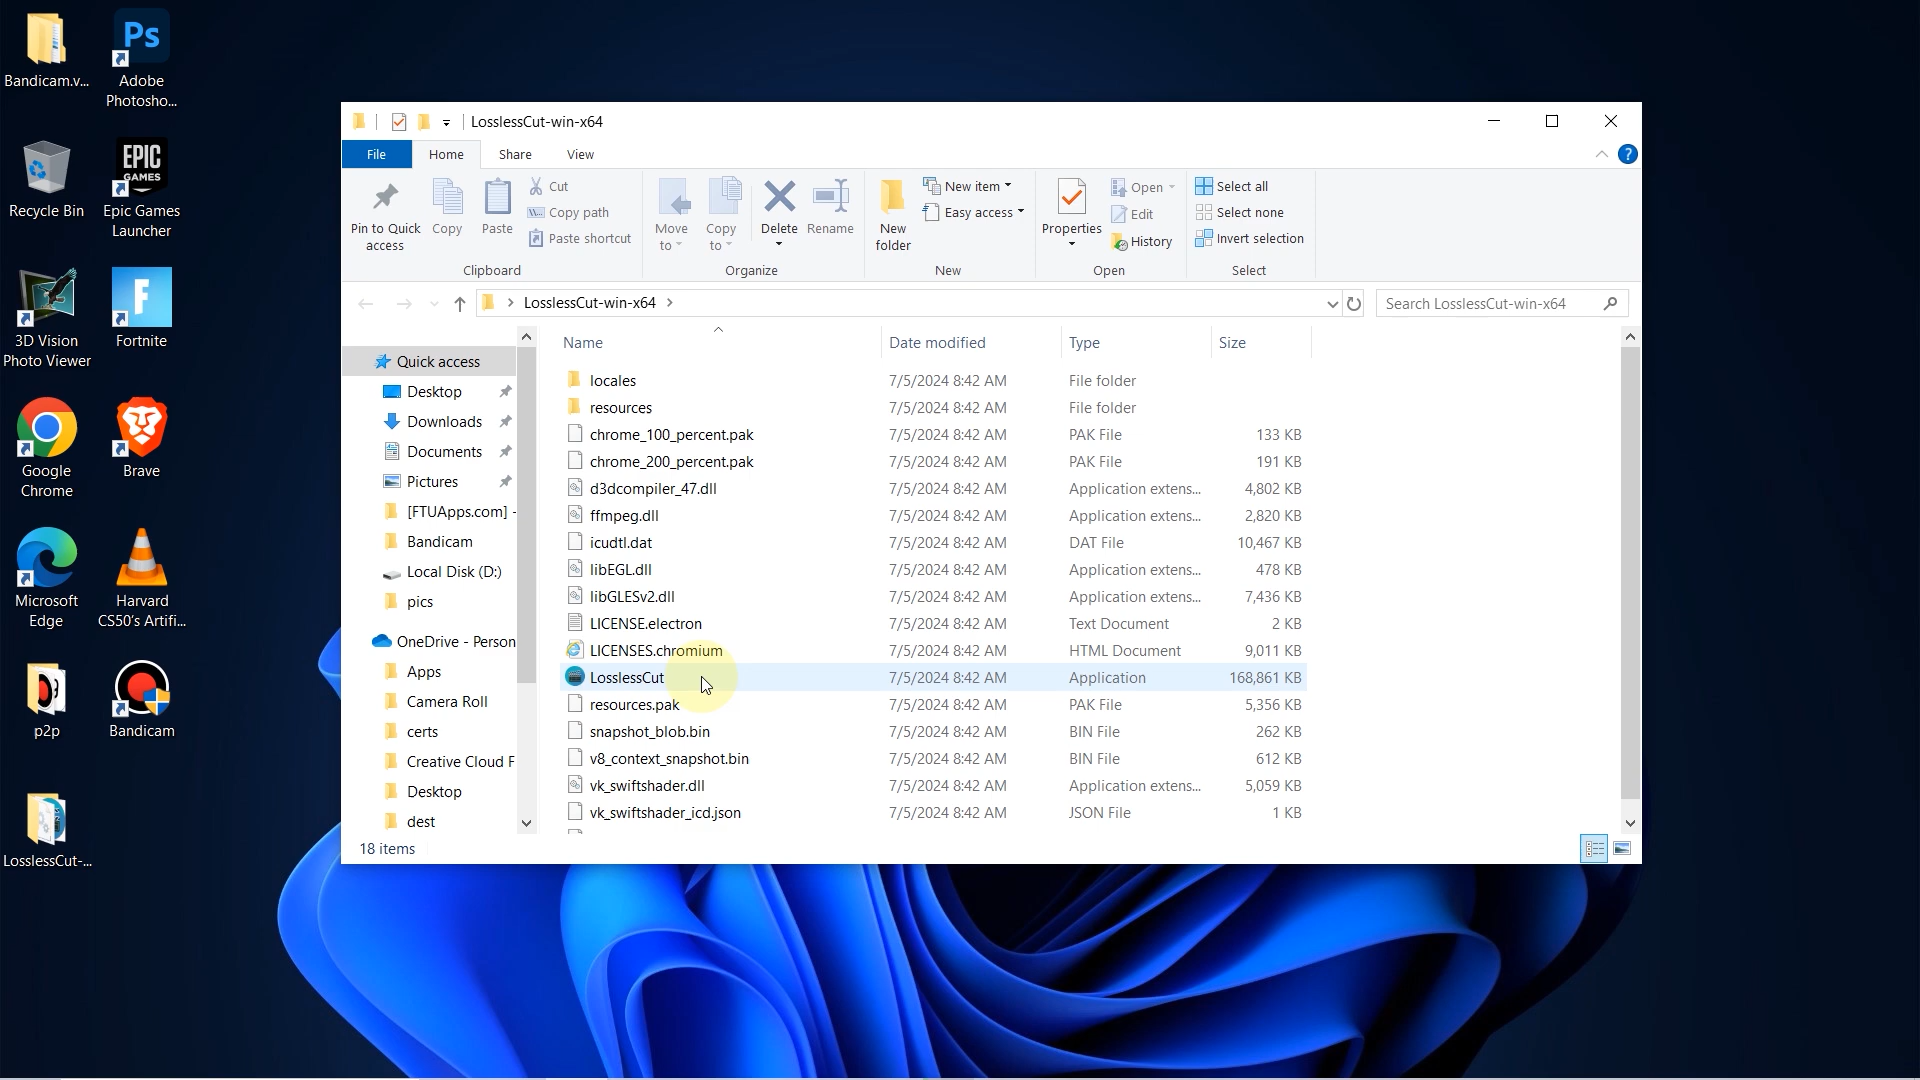 Bandicam.v...
Ps
Adobe
Photosho...
Recycle Bin
EPIC
GAMES
Epic Games
Launcher
3D Vision
Photo Viewer
F
Fortnite
Google
Chrome
Brave
Microsoft
Edge
Harvard
CS50's Artifi...
p2p
Bandicam
LosslessCut-...
LosslessCut-win-x64
File
Home
Share
View
?
Pin to Quick
access
Copy
Paste
Cut
Copy path
Paste shortcut
Clipboard
Move
to
Copy
to
Delete
Rename
Organize
New
folder
New item
Easy access
New
Properties
Open
Edit
History
Open
Select all
Select none
Invert selection
Select
LosslessCut-win-x64
Search LosslessCut-win-x64
Quick access
Desktop
Downloads
Documents
Pictures
[FTUApps.com] -
Bandicam
Local Disk (D:)
pics
OneDrive - Person
Apps
Camera Roll
certs
Creative Cloud F
Desktop
dest
Name Date modified Type Size
locales 7/5/2024 8:42 AM File folder
resources 7/5/2024 8:42 AM File folder
chrome_100_percent.pak 7/5/2024 8:42 AM PAK File 133 KB
chrome_200_percent.pak 7/5/2024 8:42 AM PAK File 191 KB
d3dcompiler_47.dll 7/5/2024 8:42 AM Application extens... 4,802 KB
ffmpeg.dll 7/5/2024 8:42 AM Application extens... 2,820 KB
icudtl.dat 7/5/2024 8:42 AM DAT File 10,467 KB
libEGL.dll 7/5/2024 8:42 AM Application extens... 478 KB
libGLESv2.dll 7/5/2024 8:42 AM Application extens... 7,436 KB
LICENSE.electron 7/5/2024 8:42 AM Text Document 2 KB
LICENSES.chromium 7/5/2024 8:42 AM HTML Document 9,011 KB
LosslessCut 7/5/2024 8:42 AM Application 168,861 KB
resources.pak 7/5/2024 8:42 AM PAK File 5,356 KB
snapshot_blob.bin 7/5/2024 8:42 AM BIN File 262 KB
v8_context_snapshot.bin 7/5/2024 8:42 AM BIN File 612 KB
vk_swiftshader.dll 7/5/2024 8:42 AM Application extens... 5,059 KB
vk_swiftshader_icd.json 7/5/2024 8:42 AM JSON File 1 KB
18 items